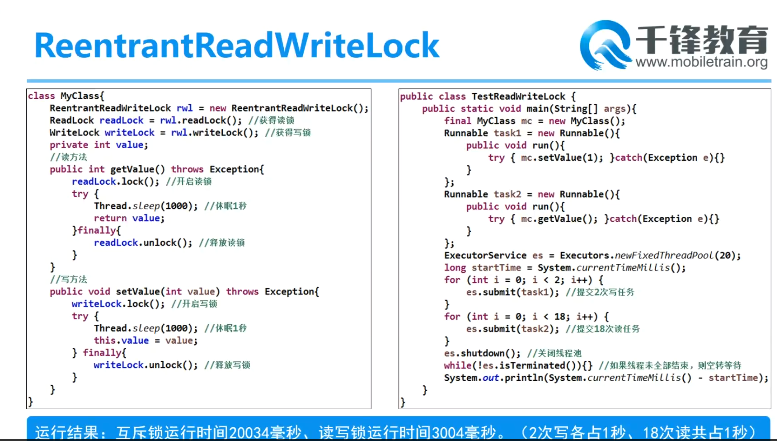 ReentrantReadWriteLock
千锋教育
www.mobiletrain.org
class MyClass{
ReentrantReadWriteLock rwl = new ReentrantReadWriteLock();
ReadLock readLock = rwl.readLock(); //获得读锁
WriteLock writeLock = rwl.writeLock(); //获得写锁
private int value;
//读方法
public int getValue() throws Exception{
readLock.lock(); //开启读锁
try {
Thread.sleep(1000); //休眠1秒
return value;
}finally{
readLock.unlock(); //释放读锁
}
}
//写方法
public void setValue(int value) throws Exception{
writeLock.lock(); //开启写锁
try {
Thread.sleep(1000); //休眠1秒
this.value = value;
} finally{
writeLock.unlock(); //释放写锁
}
}
}
public class TestReadWriteLock {
public static void main(String[] args){
final MyClass mc = new MyClass();
Runnable task1 = new Runnable(){
public void run(){
try { mc.setValue(1); }catch(Exception e){}
}
};
Runnable task2 = new Runnable(){
public void run(){
try { mc.getValue(); }catch(Exception e){}
}
};
ExecutorService es = Executors.newFixedThreadPool(20);
long startTime = System.currentTimeMillis();
for (int i = 0; i < 2; i++) {
es.submit(task1); //提交2次写任务
}
for (int i = 0; i < 18; i++) {
es.submit(task2); //提交18次读任务
}
es.shutdown(); //关闭线程池
while(!es.isTerminated()){} //如果线程未全部结束，则空转等待
System.out.println(System.currentTimeMillis() - startTime);
}
}
运行结果：互斥锁运行时间20034毫秒、读写锁运行时间3004毫秒。（2次写各占1秒、18次读共占1秒）